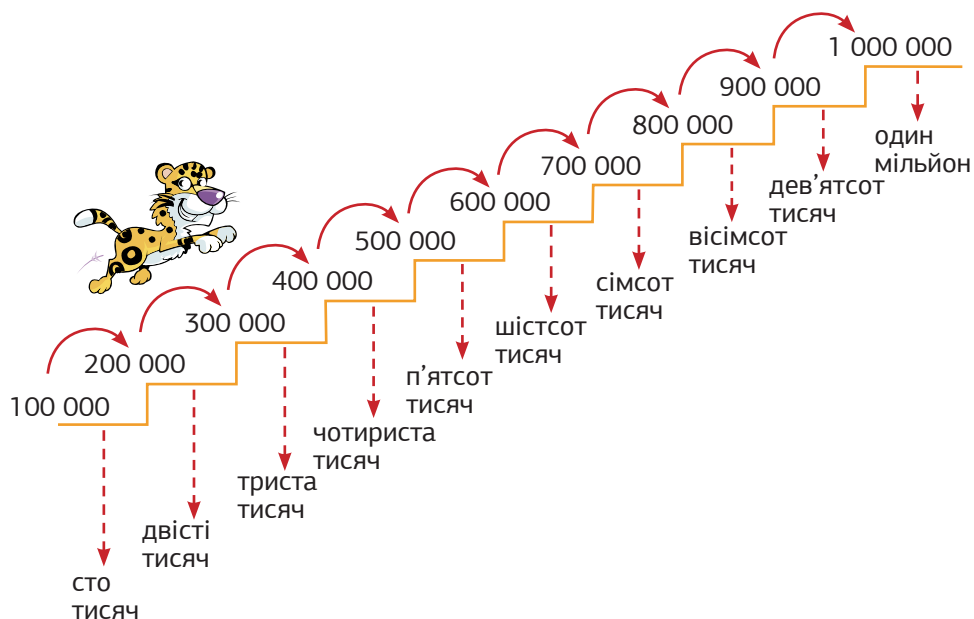 1 000 000
900 000
800 000
700 000
600 000
500 000
400 000
300 000
200 000
100 000
один
мільйон
дев’ятсот
тисяч
вісімсот
тисяч
сімсот
тисяч
шістсот
тисяч
п’ятсот
тисяч
чотириста
тисяч
триста
тисяч
двісті
тисяч
сто
тисяч